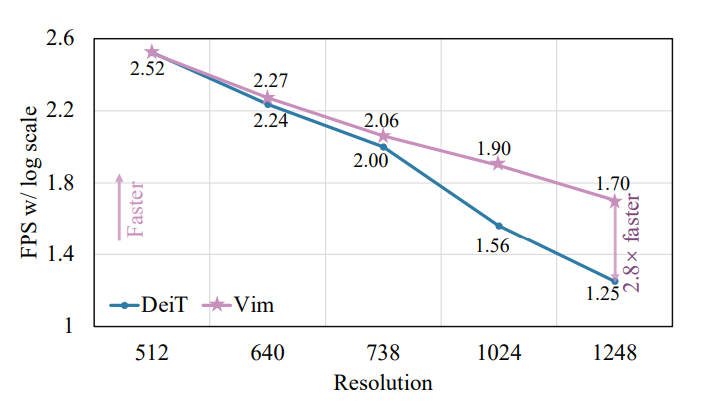 2.6
2.2
1.8
1.4
1
FPS w/ log scale
Faster
2.52
2.27
2.24
2.06
2.00
1.90
1.56
1.70
1.25
2.8× faster
DeiT
Vim
512 640 738 1024 1248
Resolution